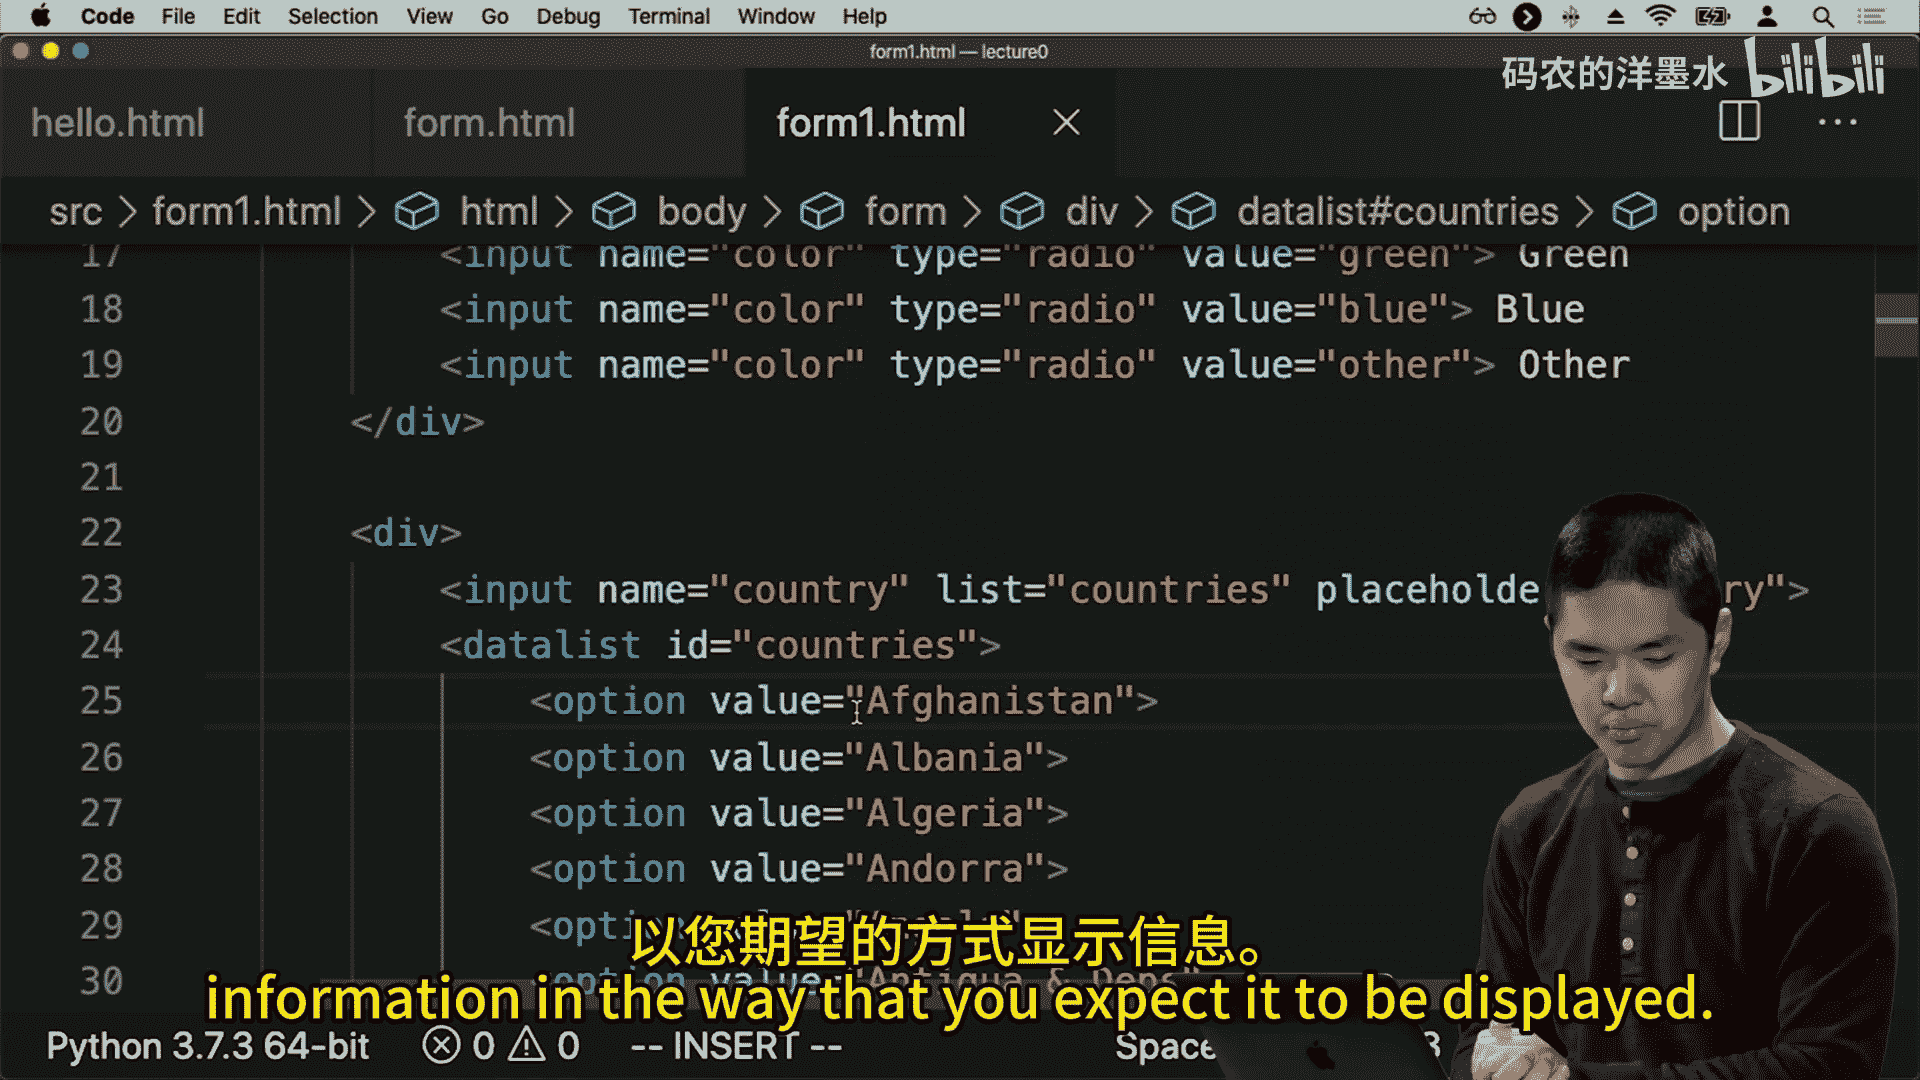 Code File Edit Selection View Go Debug Terminal Window Help
form1.html — lecture0
码农的洋墨水 bilibili
hello.html form.html form1.html
src > form1.html > html > body > form > div > datalist#countries > option
17 <input name="color" type="radio" value="green"> Green
18 <input name="color" type="radio" value="blue"> Blue
19 <input name="color" type="radio" value="other"> Other
20 </div>
21
22 <div>
23 <input name="country" list="countries" placeholde ry">
24 <datalist id="countries">
25 <option value="Afghanistan">
26 <option value="Albania">
27 <option value="Algeria">
28 <option value="Andorra">
29 <opti
以您期望的方式显示信息。
30 <option value="Antigua & Deps"
information in the way that you expect it to be displayed.
Python 3.7.3 64-bit 0 0 -- INSERT -- Space